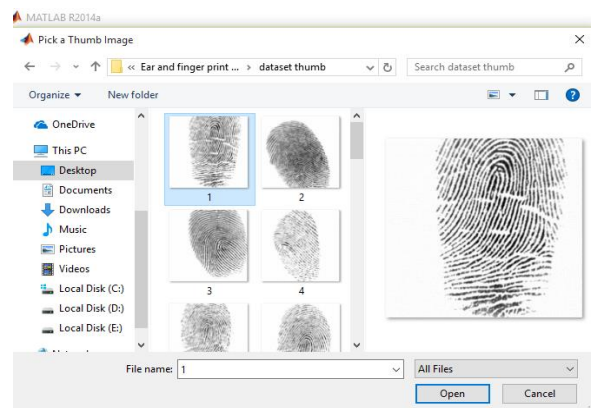 MATLAB R2014a
Pick a Thumb Image
« Ear and finger print ... › dataset thumb
Search dataset thumb
Organize
New folder
OneDrive
This PC
Desktop
Documents
Downloads
Music
Pictures
Videos
Local Disk (C:)
Local Disk (D:)
Local Disk (E:)
1
2
3
4
File name: 1
All Files
Open
Cancel